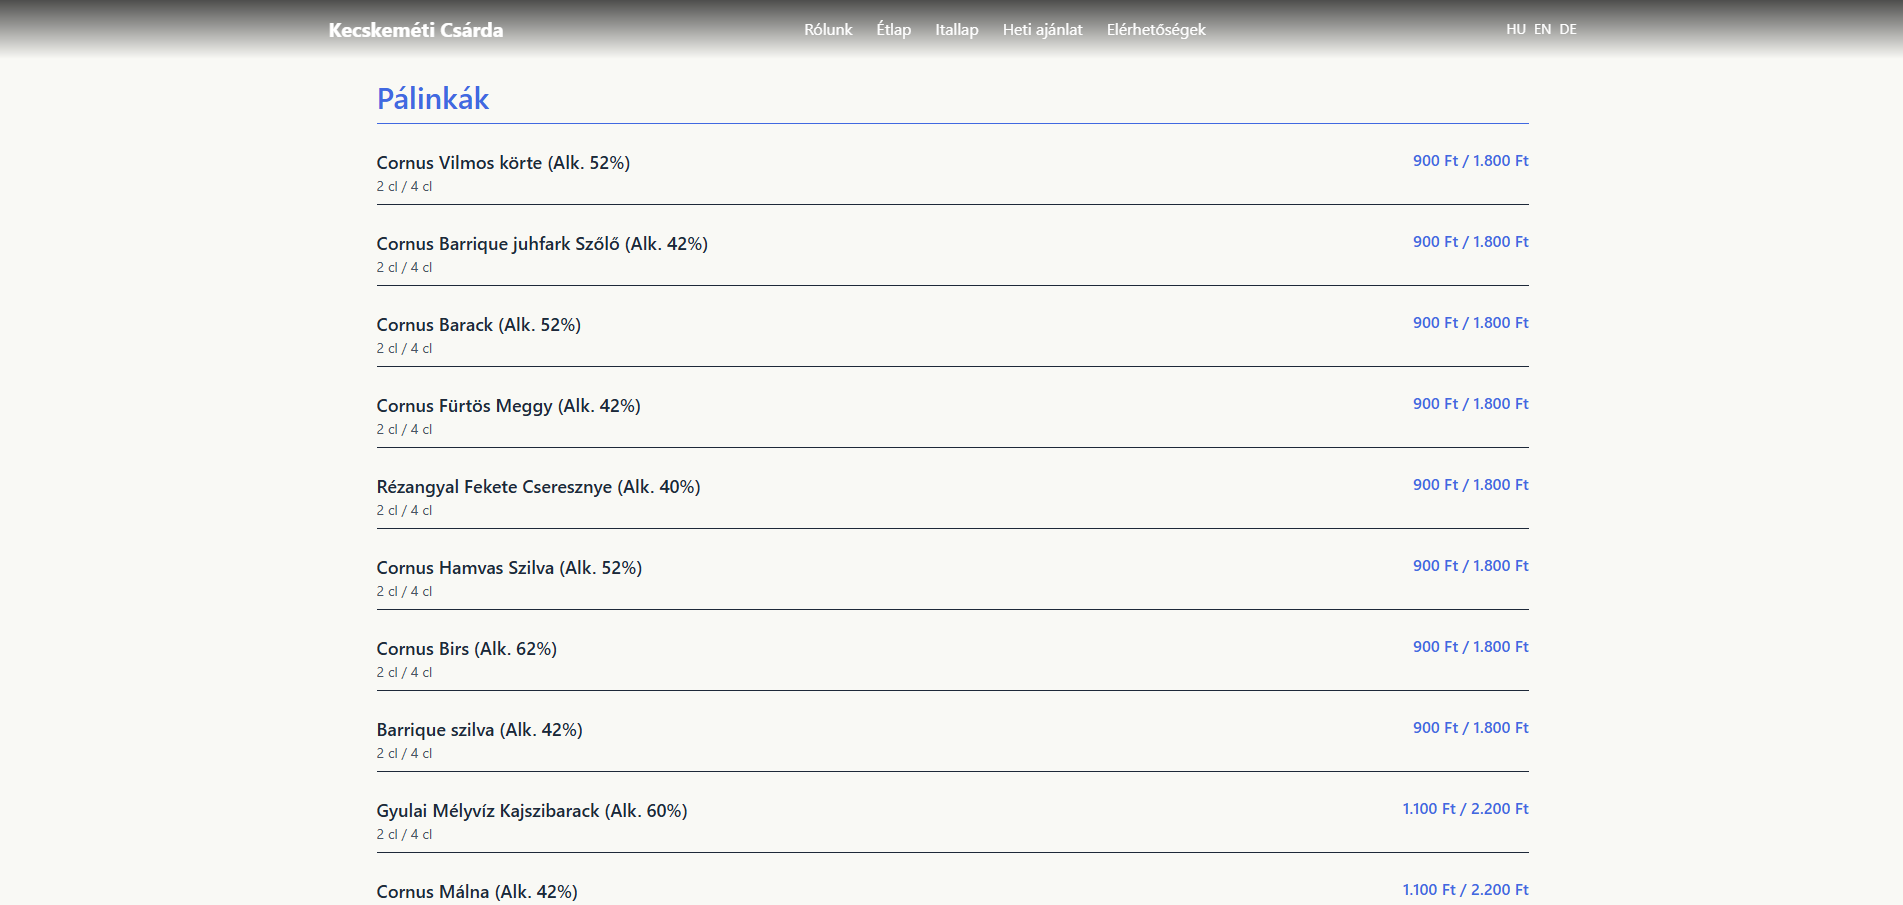 Kecskeméti Csárda Rólunk Étlap Itallap Heti ajánlat Elérhetőségek HU EN DE
Pálinkák
Cornus Vilmos körte (Alk. 52%) 900 Ft / 1.800 Ft
2 cl / 4 cl
Cornus Barrique juhfark Szőlő (Alk. 42%) 900 Ft / 1.800 Ft
2 cl / 4 cl
Cornus Barack (Alk. 52%) 900 Ft / 1.800 Ft
2 cl / 4 cl
Cornus Fürtös Meggy (Alk. 42%) 900 Ft / 1.800 Ft
2 cl / 4 cl
Rézangyal Fekete Cseresznye (Alk. 40%) 900 Ft / 1.800 Ft
2 cl / 4 cl
Cornus Hamvas Szilva (Alk. 52%) 900 Ft / 1.800 Ft
2 cl / 4 cl
Cornus Birs (Alk. 62%) 900 Ft / 1.800 Ft
2 cl / 4 cl
Barrique szilva (Alk. 42%) 900 Ft / 1.800 Ft
2 cl / 4 cl
Gyulai Mélyvíz Kajszibarack (Alk. 60%) 1.100 Ft / 2.200 Ft
2 cl / 4 cl
Cornus Málna (Alk. 42%) 1.100 Ft / 2.200 Ft